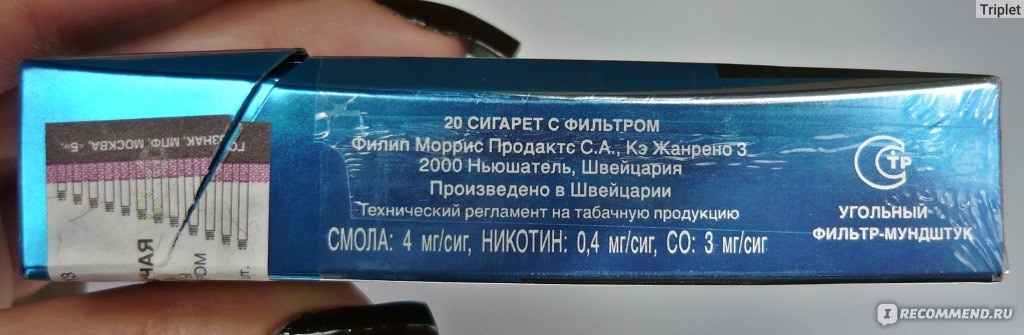 Triplet
20 СИГАРЕТ С ФИЛЬТРОМ
Филип Моррис Продактс С.А., Кэ Жанрено 3
2000 Ньюшатель, Швейцария
Произведено в Швейцарии
Технический регламент на табачную продукцию
СМОЛА: 4 мг/сиг, НИКОТИН: 0,4 мг/сиг, СО: 3 мг/сиг
СТР
УГОЛЬНЫЙ
ФИЛЬТР-МУНДШТУК
МПФ. МОСКВА.
I RECOMMEND.RU